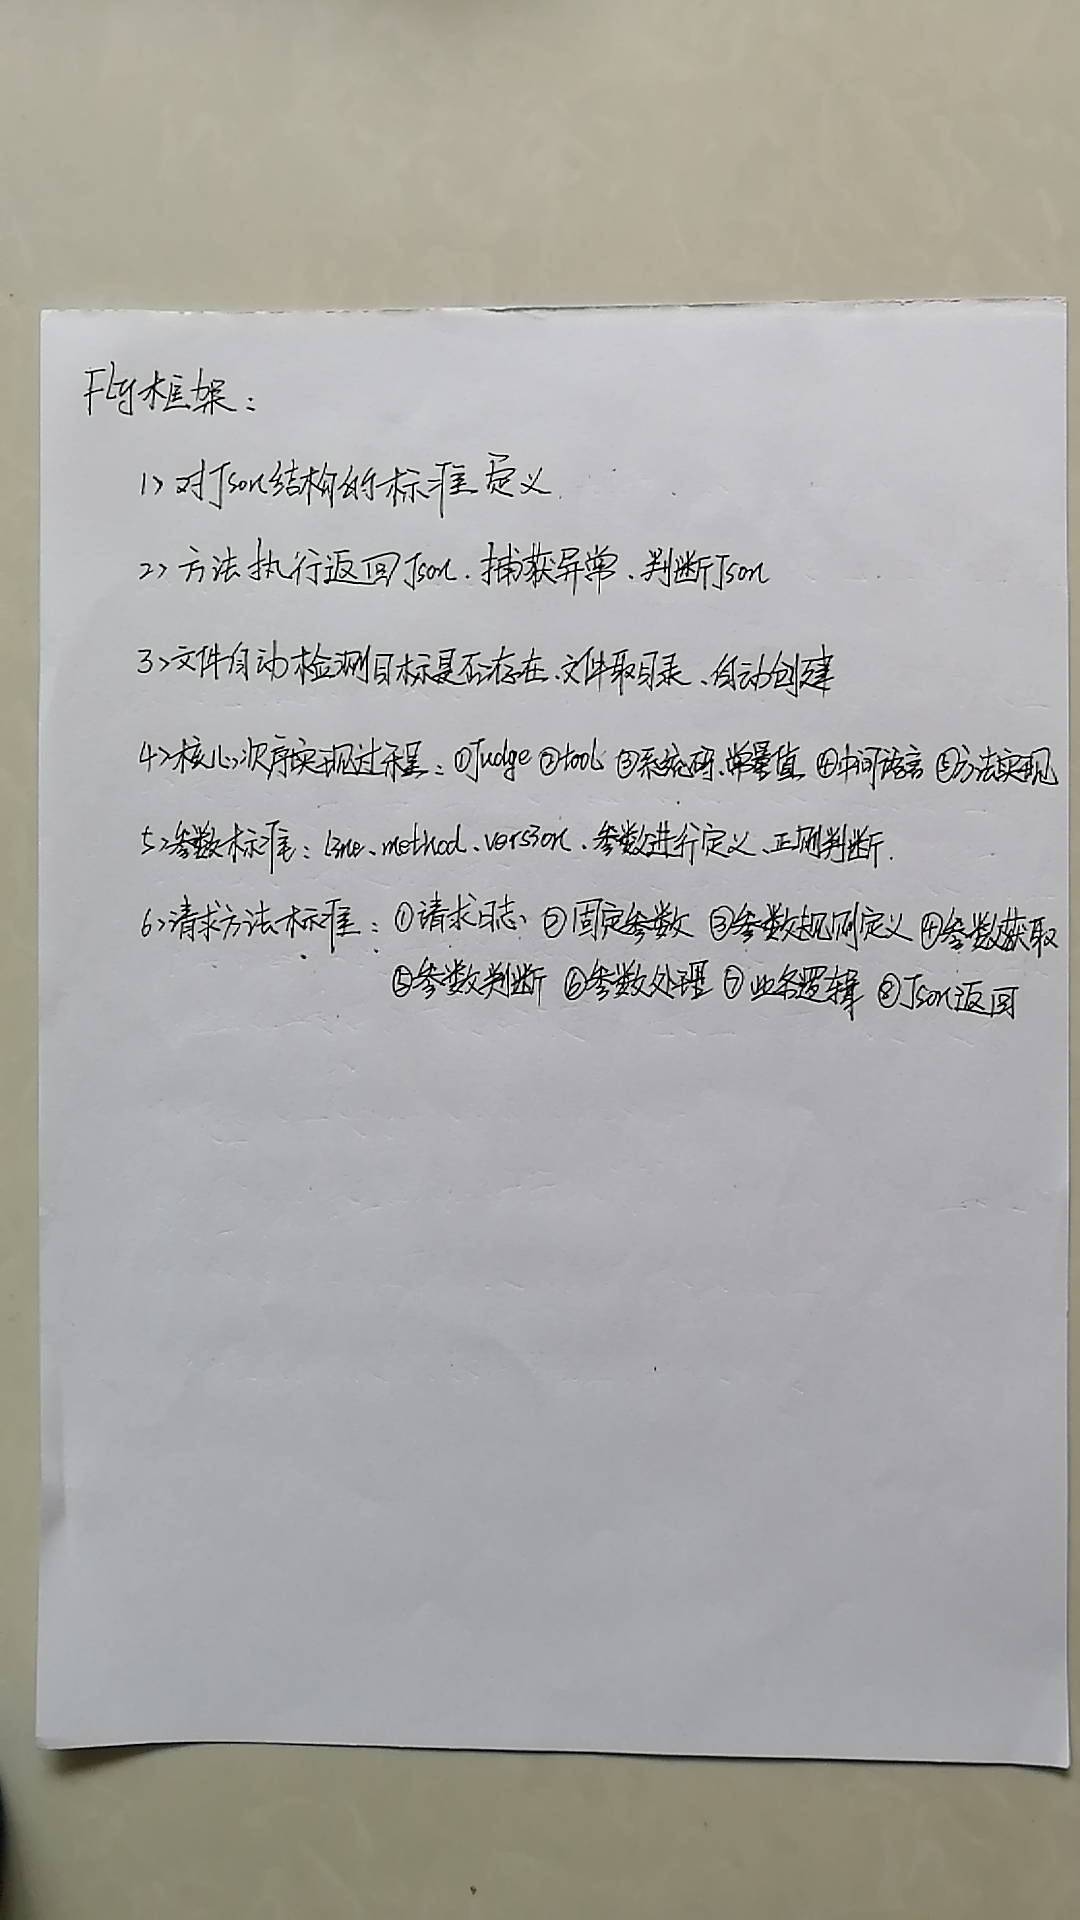 Fly框架：
1> 对Json结构的标准定义.
2> 方法执行返回Json、捕获异常、判断Json
3> 文件自动检测目标是否存在、文件取目录、自动创建
4> 核心次序实现过程：①Judge ②tool ③系统码、常量值 ④中间语言 ⑤方法实现
5> 参数标准：line、method、version、参数进行定义、正则判断.
6> 请求方法标准：①请求日志 ②固定参数 ③参数规则定义 ④参数获取
⑤参数判断 ⑥参数处理 ⑦业务逻辑 ⑧Json返回